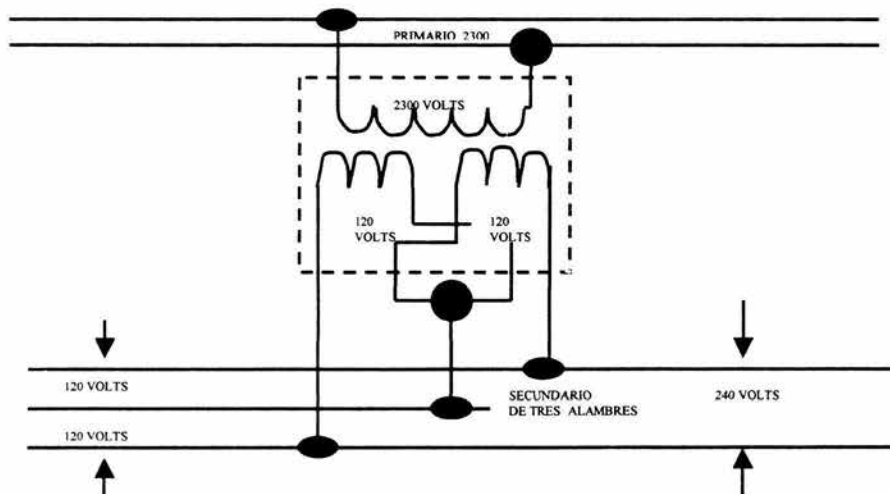 PRIMARIO 2300
2300 VOLTS
120
VOLTS
120
VOLTS
120 VOLTS
SECUNDARIO
DE TRES ALAMBRES
240 VOLTS
120 VOLTS